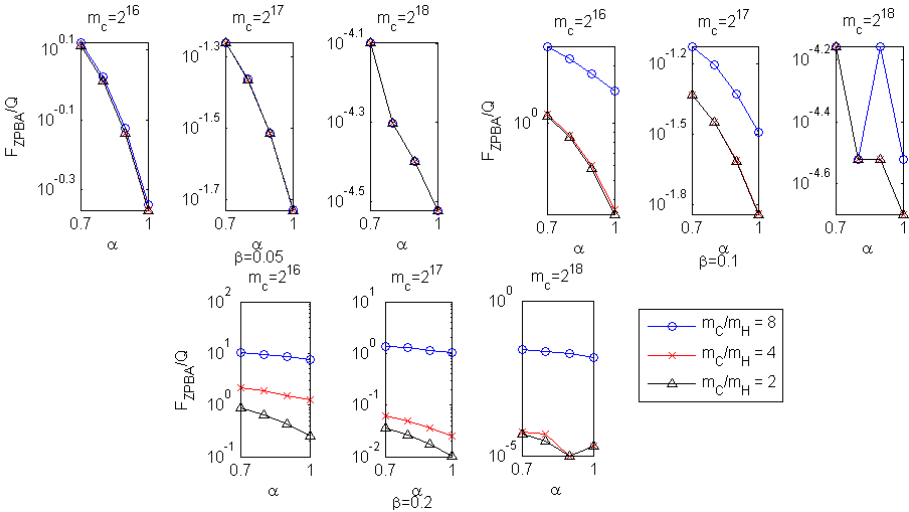 m_c=2^16
m_c=2^17
m_c=2^18
F_ZPBA/Q
10^0.1
10^-0.1
10^-0.3
0.7 1
α
10^-1.3
10^-1.5
10^-1.7
0.7 1
α
10^-4.1
10^-4.3
10^-4.5
0.7 1
α
β=0.05
m_c=2^16
m_c=2^17
m_c=2^18
F_ZPBA/Q
10^0
0.7 1
α
10^-1.2
10^-1.5
10^-1.8
0.7 1
α
10^-4.2
10^-4.4
10^-4.6
0.7 1
α
β=0.1
m_c=2^16
m_c=2^17
m_c=2^18
F_ZPBA/Q
10^2
10^1
10^0
10^-1
0.7 1
α
10^1
10^0
10^-1
10^-2
0.7 1
α
10^0
10^-5
0.7 1
α
β=0.2
m_C/m_H = 8
m_C/m_H = 4
m_C/m_H = 2